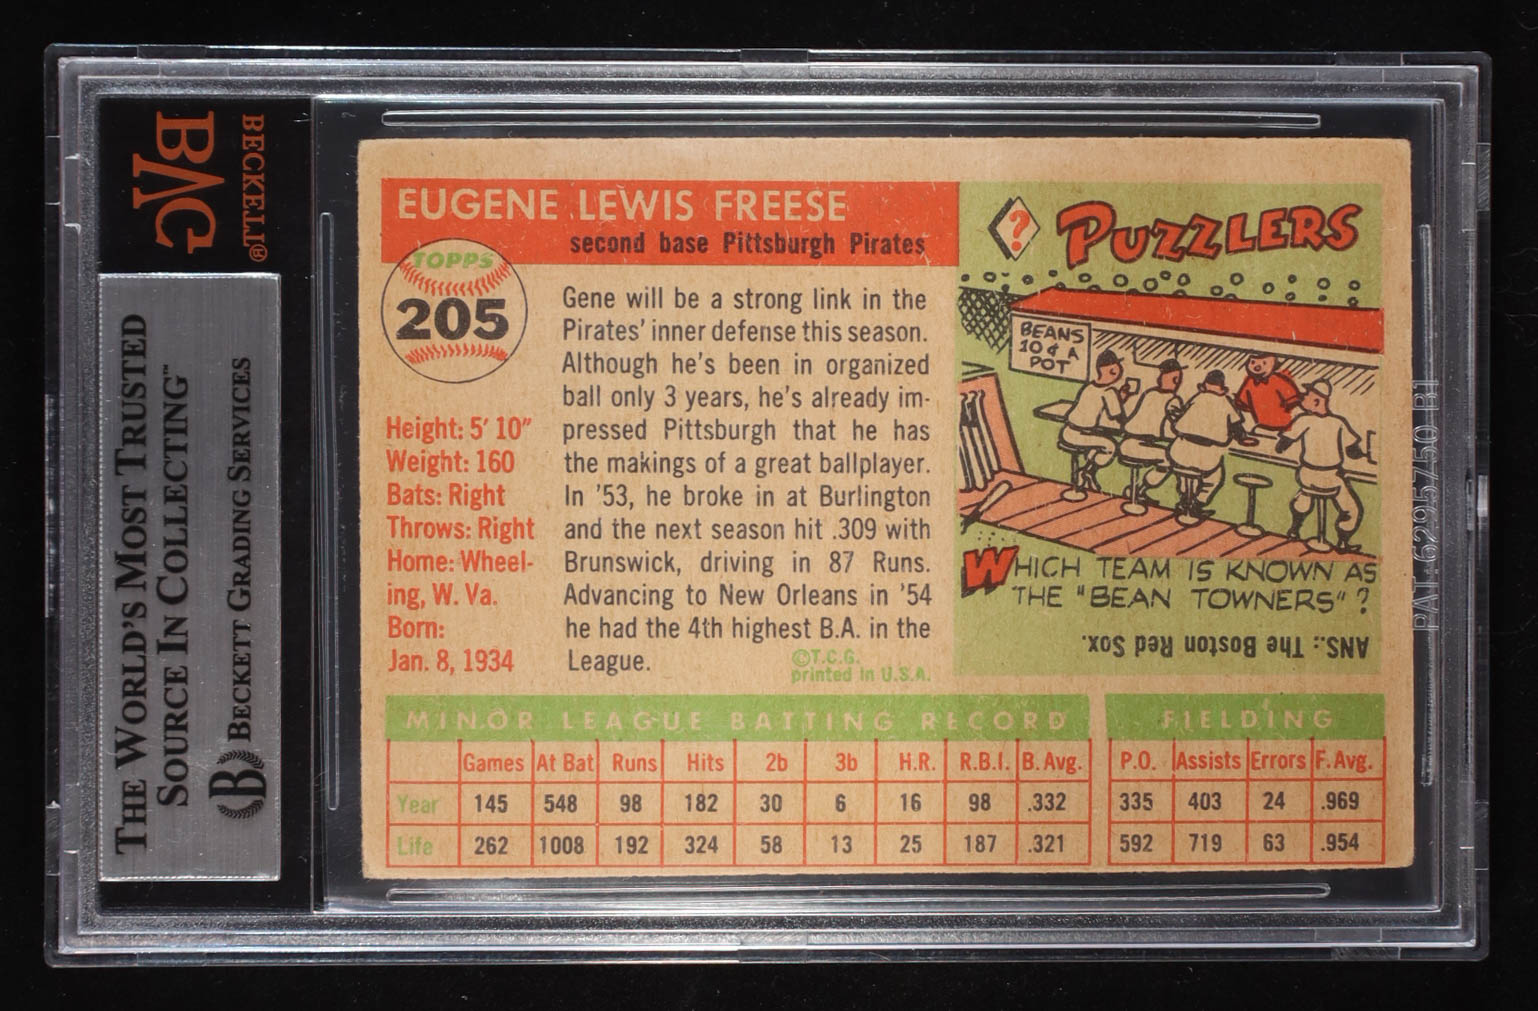 BECKETT®
BVG
THE WORLD'S MOST TRUSTED
SOURCE IN COLLECTING™
B BECKETT GRADING SERVICES
EUGENE LEWIS FREESE
second base Pittsburgh Pirates
TOPPS
205
Height: 5' 10"
Weight: 160
Bats: Right
Throws: Right
Home: Wheel-
ing, W. Va.
Born:
Jan. 8, 1934
Gene will be a strong link in the
Pirates' inner defense this season.
Although he's been in organized
ball only 3 years, he's already im-
pressed Pittsburgh that he has
the makings of a great ballplayer.
In '53, he broke in at Burlington
and the next season hit .309 with
Brunswick, driving in 87 Runs.
Advancing to New Orleans in '54
he had the 4th highest B.A. in the
League.
©T.C.G.
printed in U.S.A.
? PUZZLERS
BEANS
10¢ A
POT
WHICH TEAM IS KNOWN AS
THE "BEAN TOWNERS"?
ANS.: The Boston Red Sox.
MINOR LEAGUE BATTING RECORD FIELDING
Games At Bat Runs Hits 2b 3b H.R. R.B.I. B. Avg. P.O. Assists Errors F. Avg.
Year 145 548 98 182 30 6 16 98 .332 335 403 24 .969
Life 262 1008 192 324 58 13 25 187 .321 592 719 63 .954
PAT. 6295750 B1